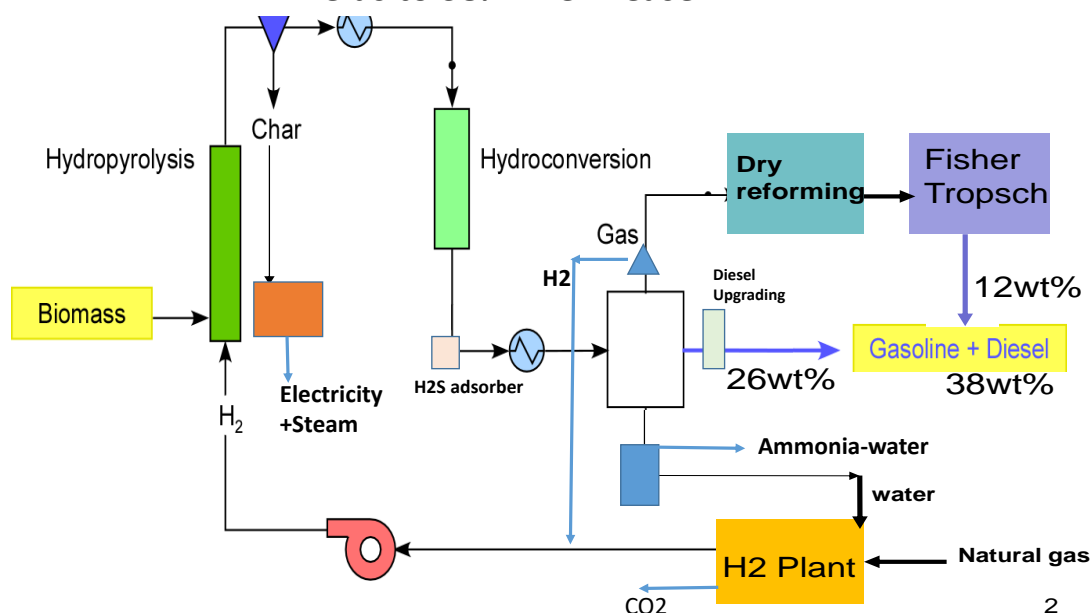 Char
Hydropyrolysis
Hydroconversion
Dry
reforming
Fisher
Tropsch
Gas
H2
Diesel
Upgrading
12wt%
Biomass
Gasoline + Diesel
26wt%
38wt%
H2S adsorber
Electricity
+Steam
H2
Ammonia-water
water
Natural gas
H2 Plant
CO2
2